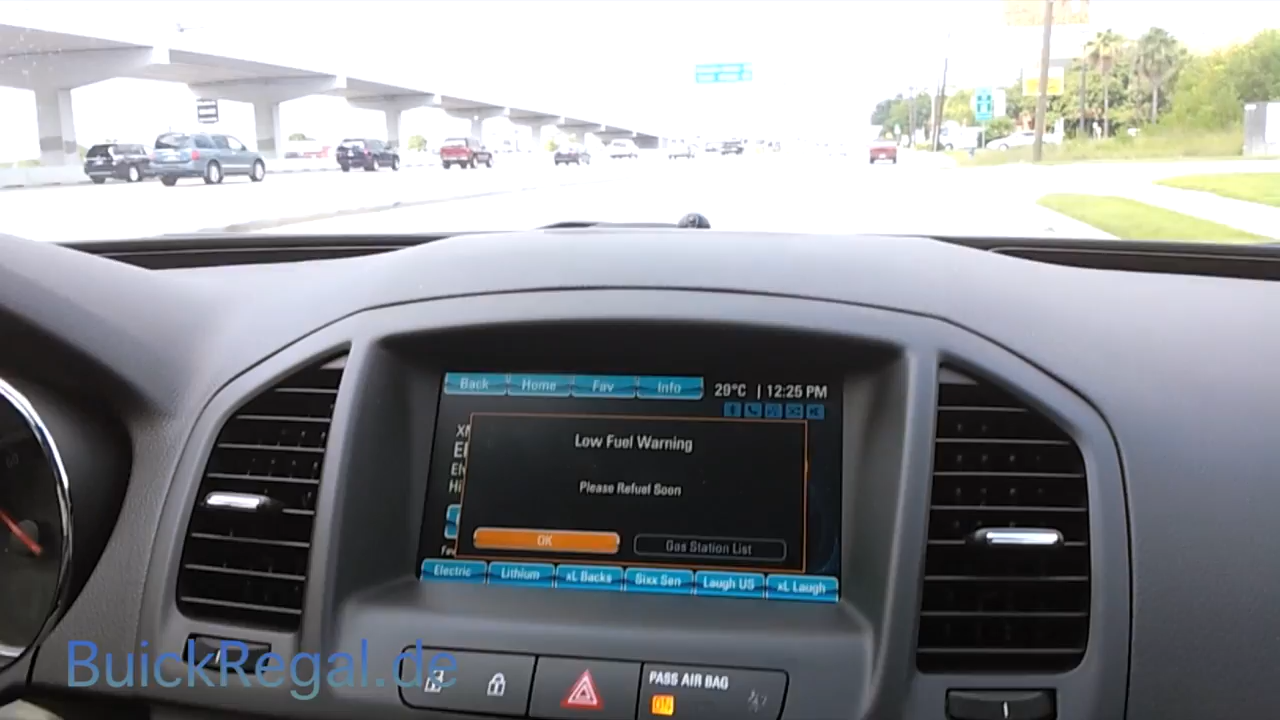 Back Home Fav Info 29°C | 12:25 PM
Low Fuel Warning
Please Refuel Soon
OK Gas Station List
Electric Lithium xL Backs Sixx Sen Laugh US xL Laugh
PASS AIR BAG
ON
BuickRegal.de